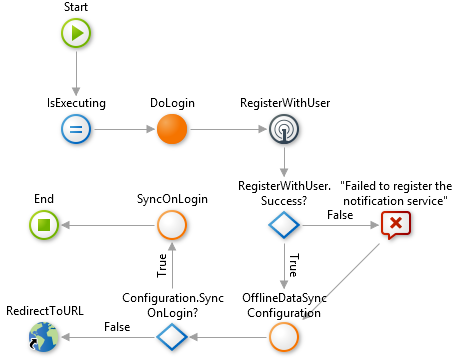 Start
IsExecuting
DoLogin
RegisterWithUser
RegisterWithUser.
Success?
"Failed to register the
notification service"
False
True
End
SyncOnLogin
True
OfflineDataSync
Configuration
Configuration.Sync
OnLogin?
False
RedirectToURL